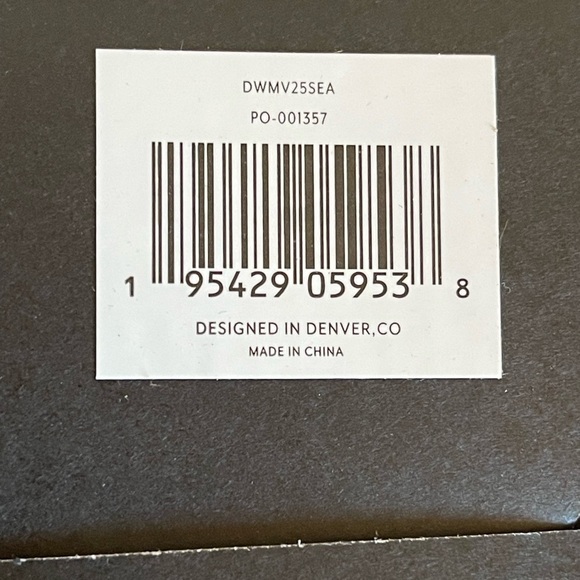 DWMV25SEA
PO-001357
1 95429 05953 8
DESIGNED IN DENVER,CO
MADE IN CHINA